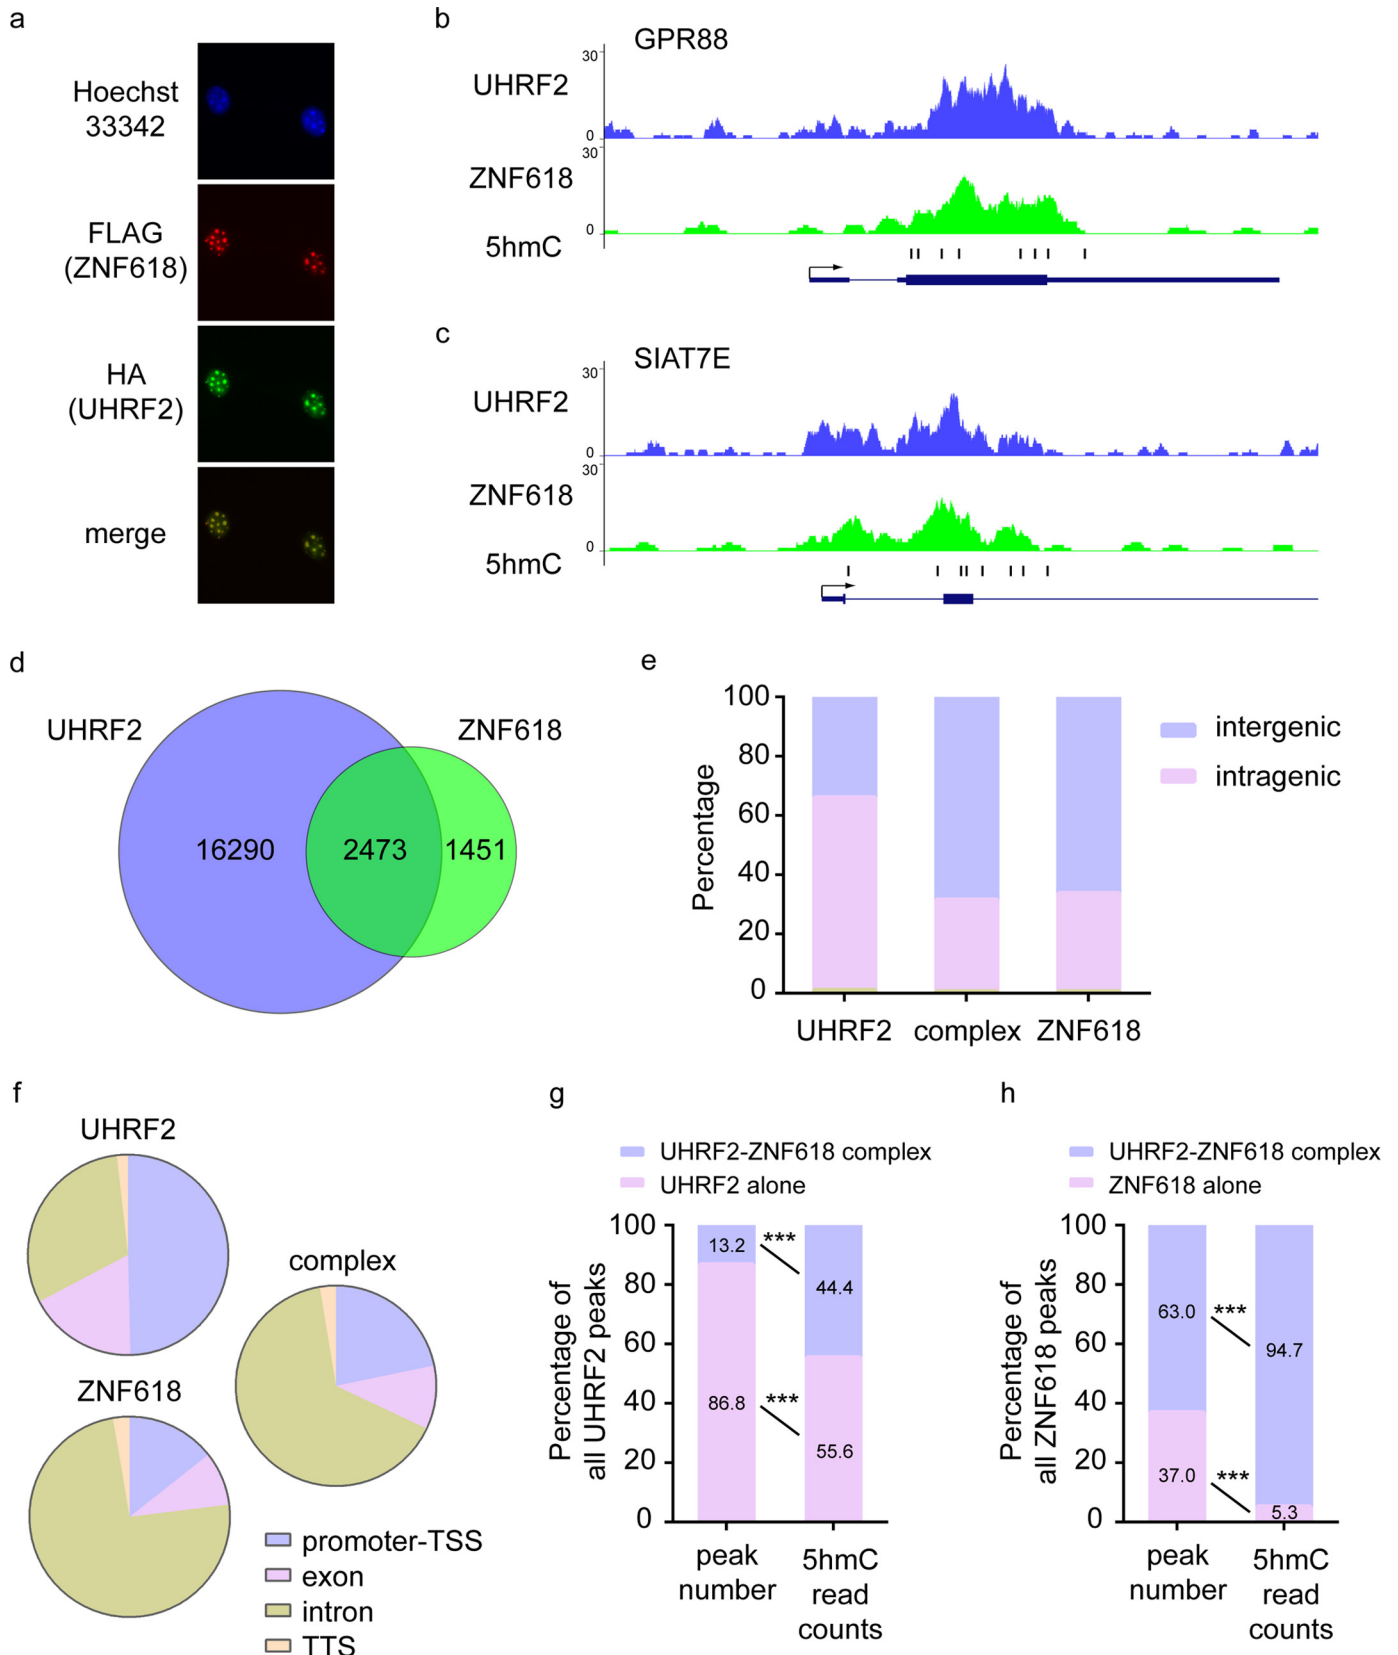 a
Hoechst
33342
FLAG
(ZNF618)
HA
(UHRF2)
merge
b
GPR88
30
UHRF2
0
30
ZNF618
0
5hmC
c
SIAT7E
30
UHRF2
0
30
ZNF618
0
5hmC
d
UHRF2
ZNF618
16290
2473
1451
e
100
80
60
40
20
0
Percentage
intergenic
intragenic
UHRF2 complex ZNF618
f
UHRF2
complex
ZNF618
promoter-TSS
exon
intron
TTS
g
UHRF2-ZNF618 complex
UHRF2 alone
Percentage of
all UHRF2 peaks
100
80
60
40
20
0
13.2
***
44.4
86.8
***
55.6
peak
number
5hmC
read
counts
h
UHRF2-ZNF618 complex
ZNF618 alone
Percentage of
all ZNF618 peaks
100
80
60
40
20
0
63.0
***
94.7
37.0
***
5.3
peak
number
5hmC
read
counts